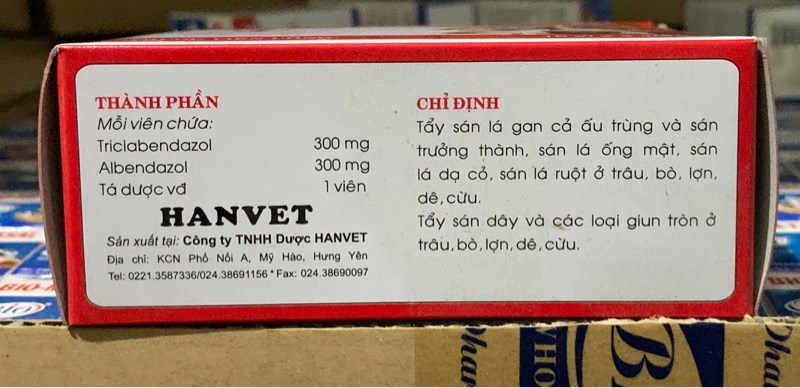 THÀNH PHẦN
Mỗi viên chứa:
Triclabendazol 300 mg
Albendazol 300 mg
Tá dược vđ 1 viên
HANVET
Sản xuất tại: Công ty TNHH Dược HANVET
Địa chỉ: KCN Phố Nối A, Mỹ Hào, Hưng Yên
Tel: 0221.3587336/024.38691156 * Fax: 024.38690097
CHỈ ĐỊNH
Tẩy sán lá gan cả ấu trùng và sán
trưởng thành, sán lá ống mật, sán
lá dạ cỏ, sán lá ruột ở trâu, bò, lợn,
dê, cừu.
Tẩy sán dây và các loại giun tròn ở
trâu, bò, lợn, dê, cừu.